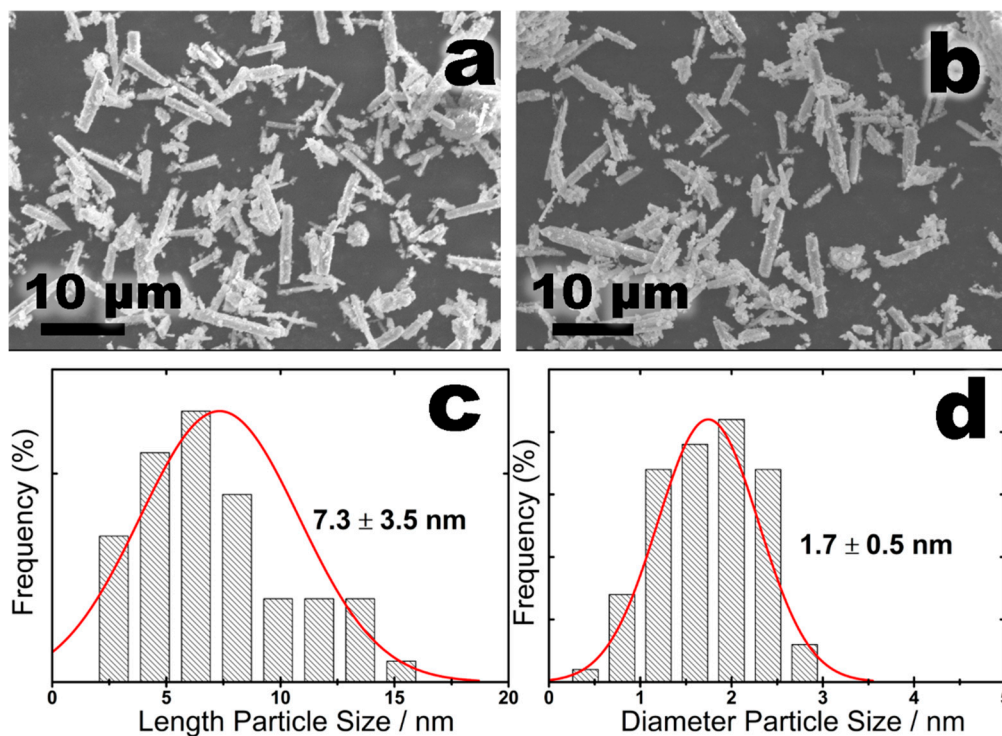 a
10 μm
b
10 μm
c
Frequency (%)
7.3 ± 3.5 nm
0 5 10 15 20
Length Particle Size / nm
d
Frequency (%)
1.7 ± 0.5 nm
0 1 2 3 4 5
Diameter Particle Size / nm